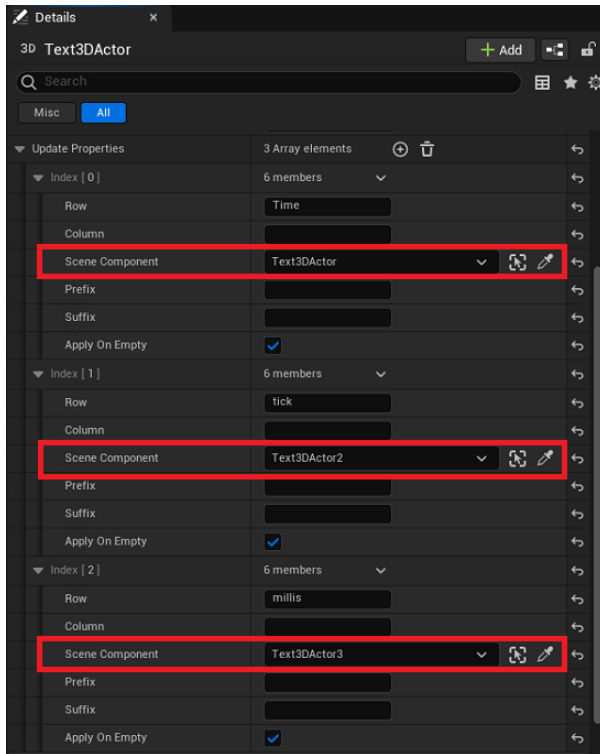 Details ×
3D Text3DActor + Add
Search
Misc All
Update Properties 3 Array elements
Index [ 0 ] 6 members
Row Time
Column
Scene Component Text3DActor
Prefix
Suffix
Apply On Empty
Index [ 1 ] 6 members
Row tick
Column
Scene Component Text3DActor2
Prefix
Suffix
Apply On Empty
Index [ 2 ] 6 members
Row millis
Column
Scene Component Text3DActor3
Prefix
Suffix
Apply On Empty